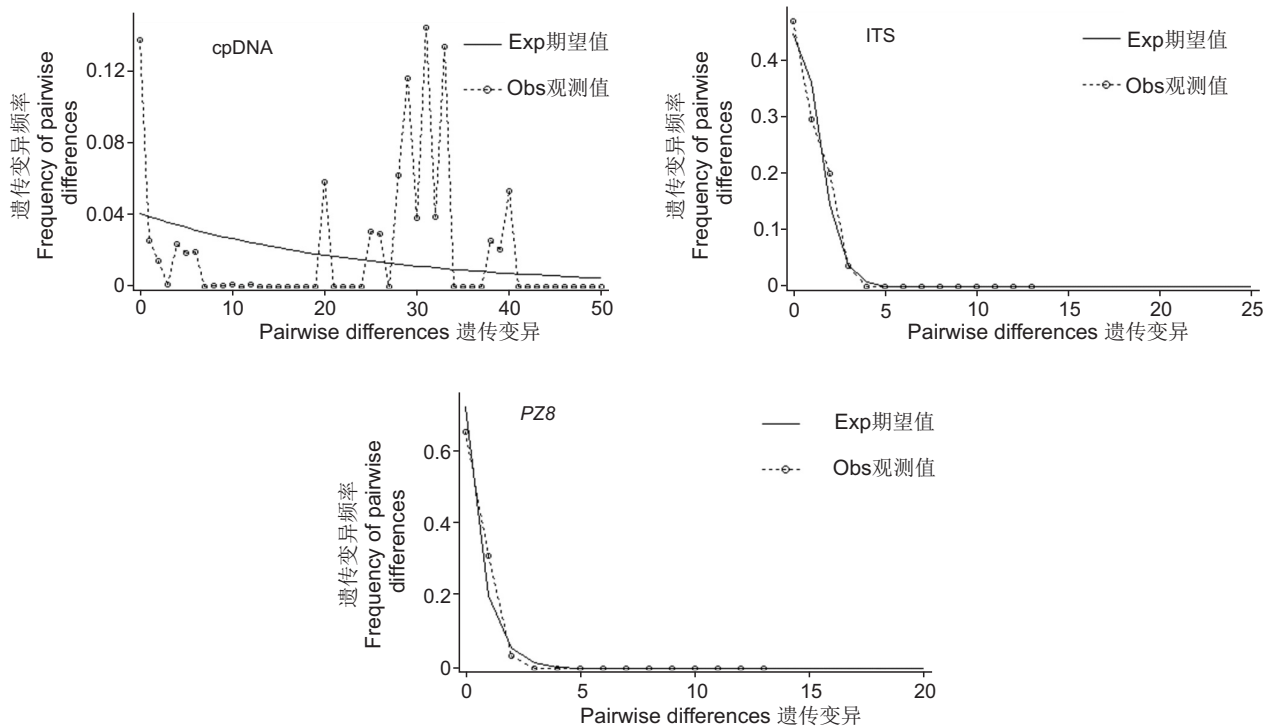 cpDNA
Exp期望值
Obs观测值
0.12
0.08
0.04
0
遗传变异频率
Frequency of pairwise
differences
0 10 20 30 40 50
Pairwise differences 遗传变异
ITS
Exp期望值
Obs观测值
0.4
0.3
0.2
0.1
0
遗传变异频率
Frequency of pairwise
differences
0 5 10 15 20 25
Pairwise differences 遗传变异
PZ8
Exp期望值
Obs观测值
0.6
0.4
0.2
0
遗传变异频率
Frequency of pairwise
differences
0 5 10 15 20
Pairwise differences 遗传变异